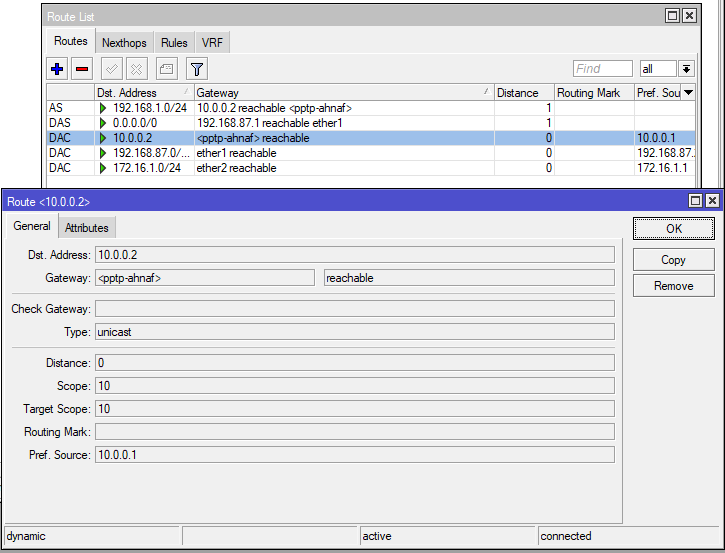 Route List
Routes Nexthops Rules VRF
Find all
Dst. Address Gateway Distance Routing Mark Pref. Sou
AS 192.168.1.0/24 10.0.0.2 reachable <pptp-ahnaf> 1
DAS 0.0.0.0/0 192.168.87.1 reachable ether1 1
DAC 10.0.0.2 <pptp-ahnaf> reachable 0 10.0.0.1
DAC 192.168.87.0/... ether1 reachable 0 192.168.87..
DAC 172.16.1.0/24 ether2 reachable 0 172.16.1.1
Route <10.0.0.2>
General Attributes
OK
Copy
Remove
Dst. Address: 10.0.0.2
Gateway: <pptp-ahnaf> reachable
Check Gateway:
Type: unicast
Distance: 0
Scope: 10
Target Scope: 10
Routing Mark:
Pref. Source: 10.0.0.1
dynamic active connected